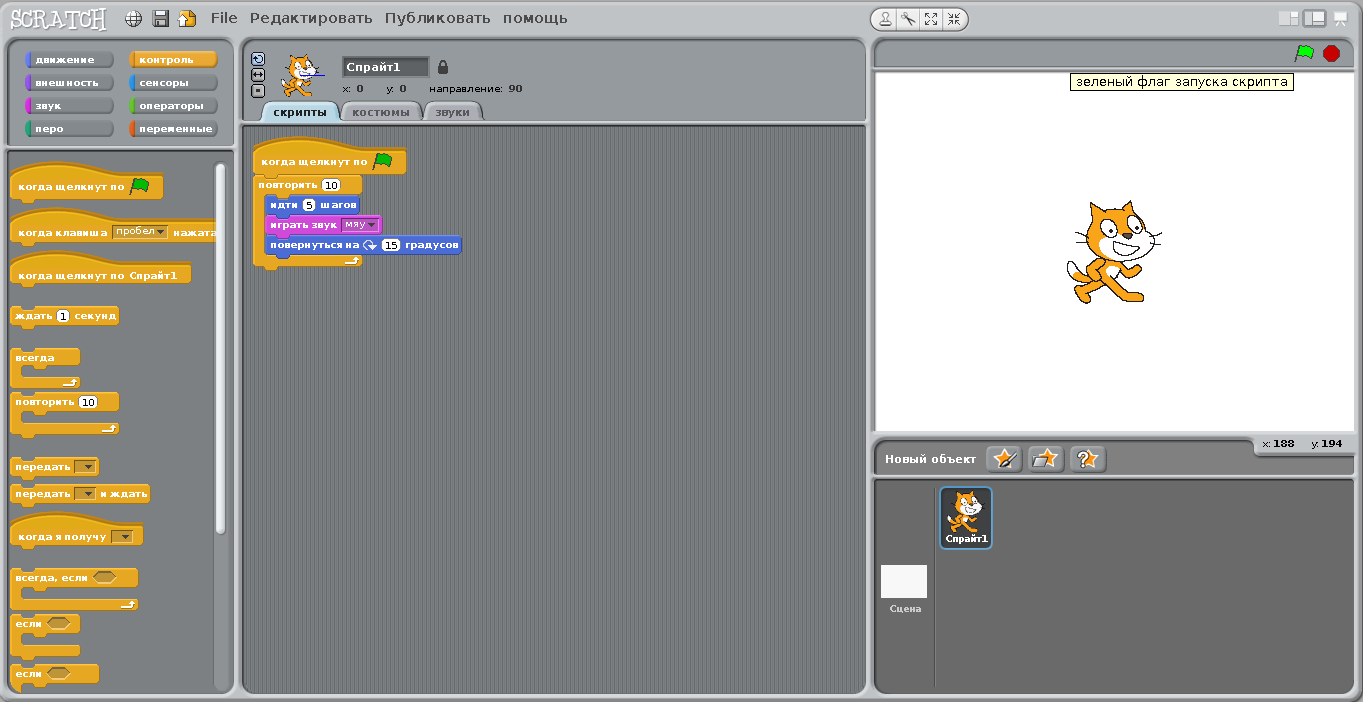 SCRATCH File Редактировать Публиковать помощь
движение контроль
внешность сенсоры
звук операторы
перо переменные
когда щелкнут по
когда клавиша пробел нажата
когда щелкнут по Спрайт1
ждать 1 секунд
всегда
повторить 10
передать
передать и ждать
когда я получу
всегда, если
если
если
Спрайт1
x: 0 y: 0 направление: 90
скрипты костюмы звуки
когда щелкнут по
повторить 10
идти 5 шагов
играть звук мяу
повернуться на 15 градусов
зеленый флаг запуска скрипта
x: 188 y: 194
Новый объект
Спрайт1
Сцена